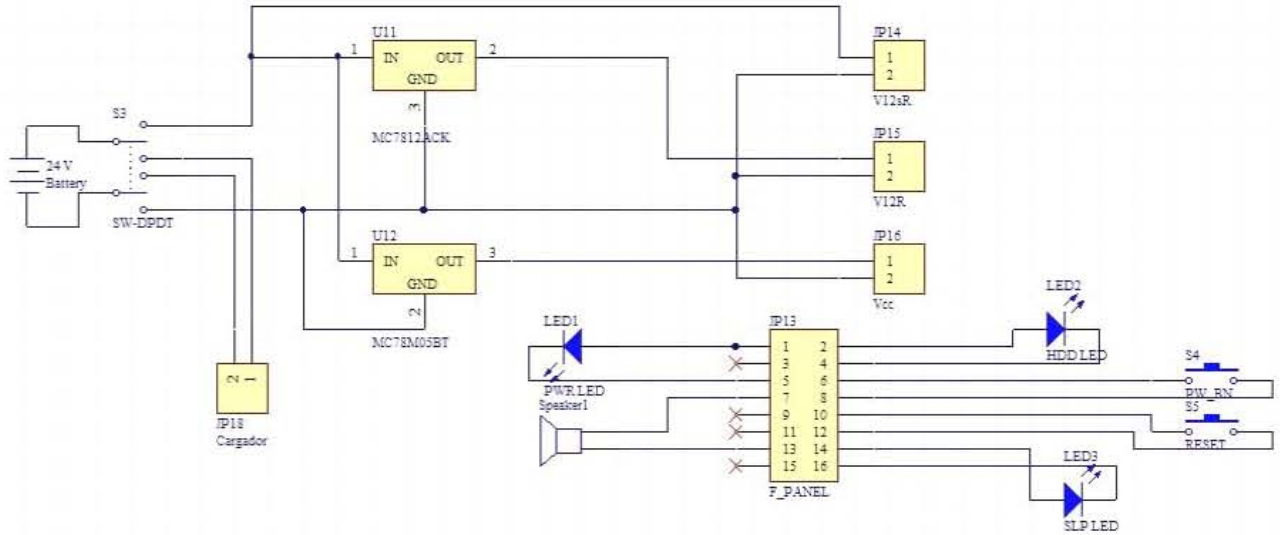 U11
1 IN OUT 2
GND
3
MC7812ACK
JP14
1
2
V12sR
S3
24 V
Battery
SW-DPDT
JP15
1
2
V12R
U12
1 IN OUT 3
GND
2
MC78M05BT
JP16
1
2
Vcc
2 1
JP18
Cargador
LED1
PWR LED
Speaker1
JP13
1 2
3 4
5 6
7 8
9 10
11 12
13 14
15 16
F_PANEL
LED2
HDD LED
S4
PW_BN
S5
RESET
LED3
SLP LED